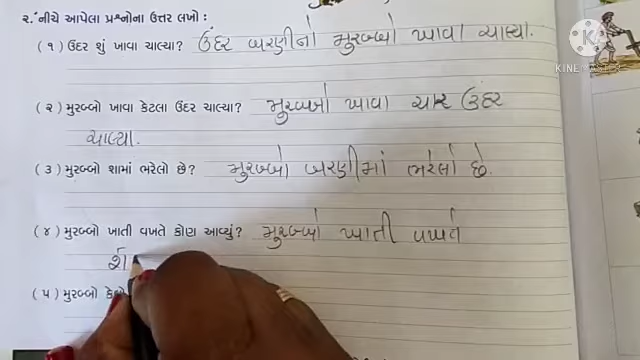 ૨. નીચે આપેલા પ્રશ્નોના ઉત્તર લખો :
(૧) ઉંદર શું ખાવા ચાલ્યા? ઉંદર બરણીનો મુરબ્બો ખાવા ચાલ્યા.
(૨) મુરબ્બો ખાવા કેટલા ઉંદર ચાલ્યા? મુરબ્બો ખાવા ચાર ઉંદર
ચાલ્યા.
(૩) મુરબ્બો શામાં ભરેલો છે? મુરબ્બો બરણીમાં ભરેલો છે.
(૪) મુરબ્બો ખાતી વખતે કોણ આવ્યું? મુરબ્બો ખાતી વખતે
(૫) મુરબ્બો
KINEMASTER